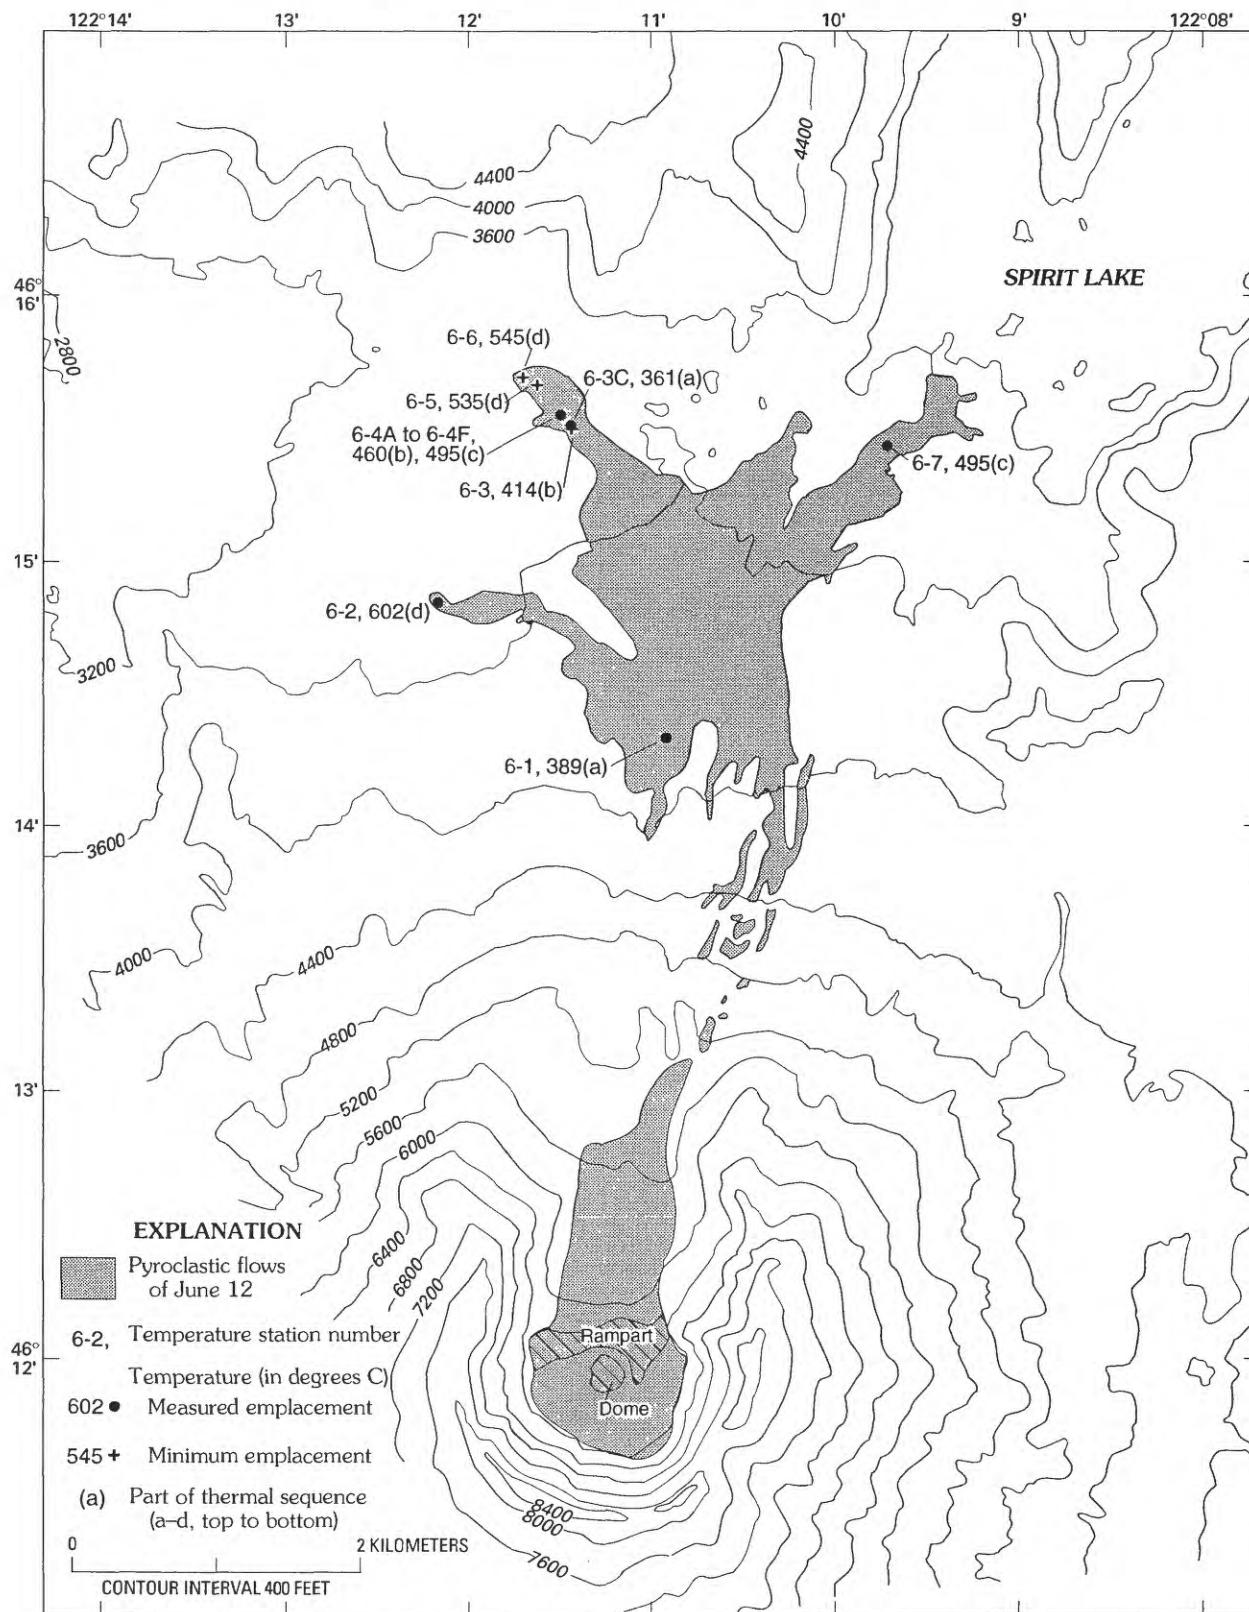 122°14'
13'
12'
11'
10'
9'
122°08'
4400
4400
4000
3600
46°
16'
SPIRIT LAKE
2800
6-6, 545(d)
6-3C, 361(a)
6-5, 535(d)
6-4A to 6-4F,
460(b), 495(c)
6-7, 495(c)
6-3, 414(b)
15'
6-2, 602(d)
3200
6-1, 389(a)
14'
3600
4000
4400
4800
13'
5200
5600
6000
EXPLANATION
6400
Pyroclastic flows
of June 12
6800
7200
6-2, Temperature station number
Rampart
46°
12'
Temperature (in degrees C)
602 Measured emplacement
Dome
545 + Minimum emplacement
(a) Part of thermal sequence
(a–d, top to bottom)
8400
8000
0 2 KILOMETERS
7600
CONTOUR INTERVAL 400 FEET